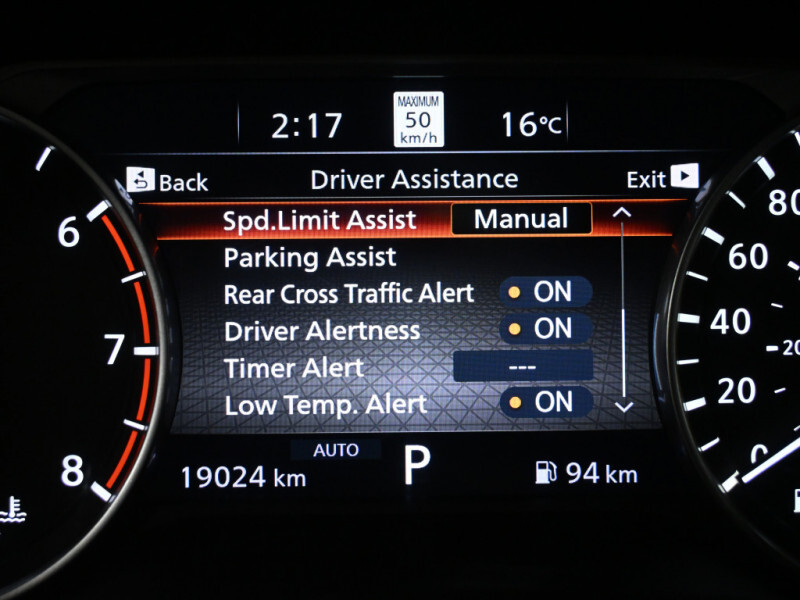 2:17
MAXIMUM
50
km/h
16°C
Back
Driver Assistance
Exit
Spd.Limit Assist Manual
Parking Assist
Rear Cross Traffic Alert ON
Driver Alertness ON
Timer Alert ---
Low Temp. Alert ON
AUTO
19024 km
P
94 km
6
7
8
80
60
40
20
20
0